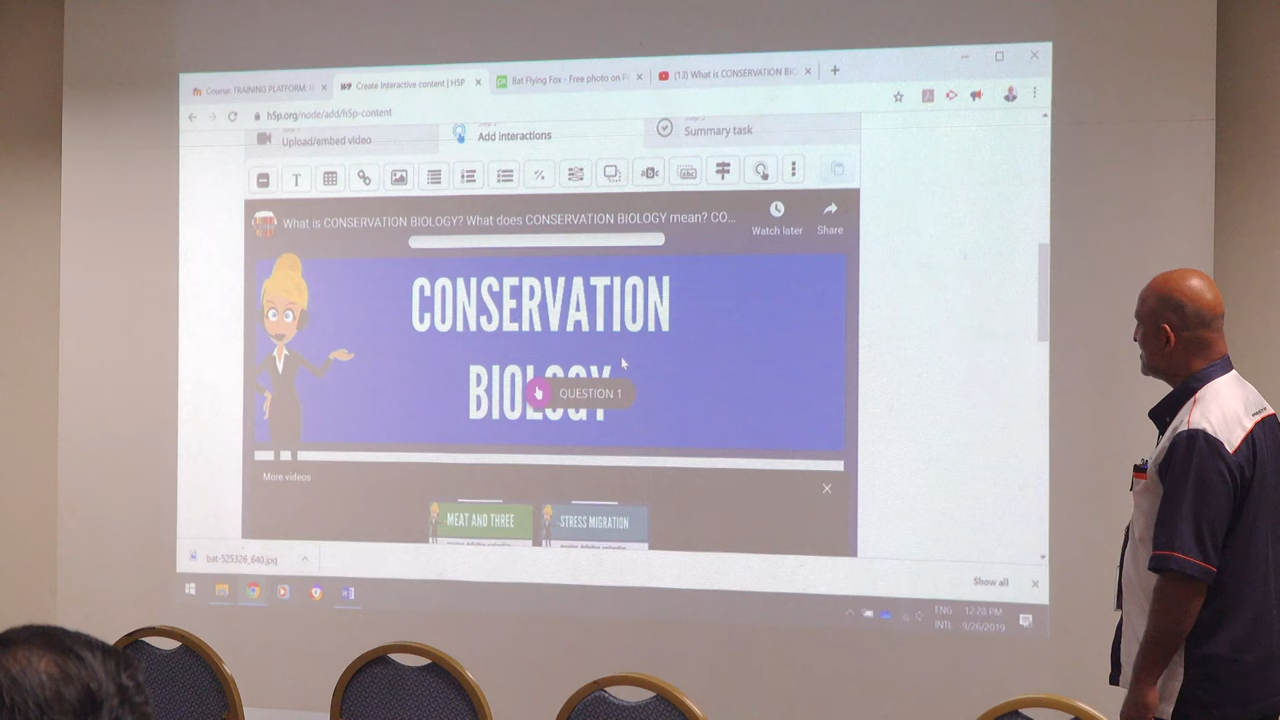 Course: TRAINING PLATFORM:
Create Interactive content | H5P
Bat Flying Fox - Free photo on
(13) What is CONSERVATION
h5p.org/node/add/h5p-content
Upload/embed video
Add interactions
Summary task
T
abc
What is CONSERVATION BIOLOGY? What does CONSERVATION BIOLOGY mean? CO...
Watch later
Share
CONSERVATION
BIOLOGY
QUESTION 1
More videos
MEAT AND THREE
STRESS MIGRATION
bat-525326_640.jpg
Show all
ENG
INTL
12:28 PM
9/26/2019